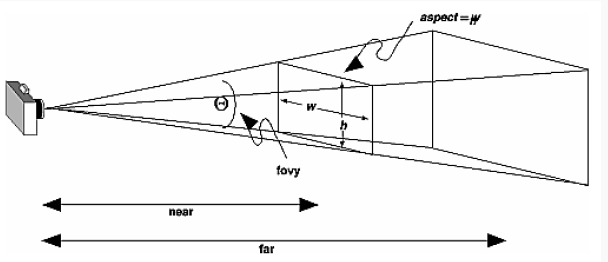 aspect = w/h
Θ
w
h
fovy
near
far